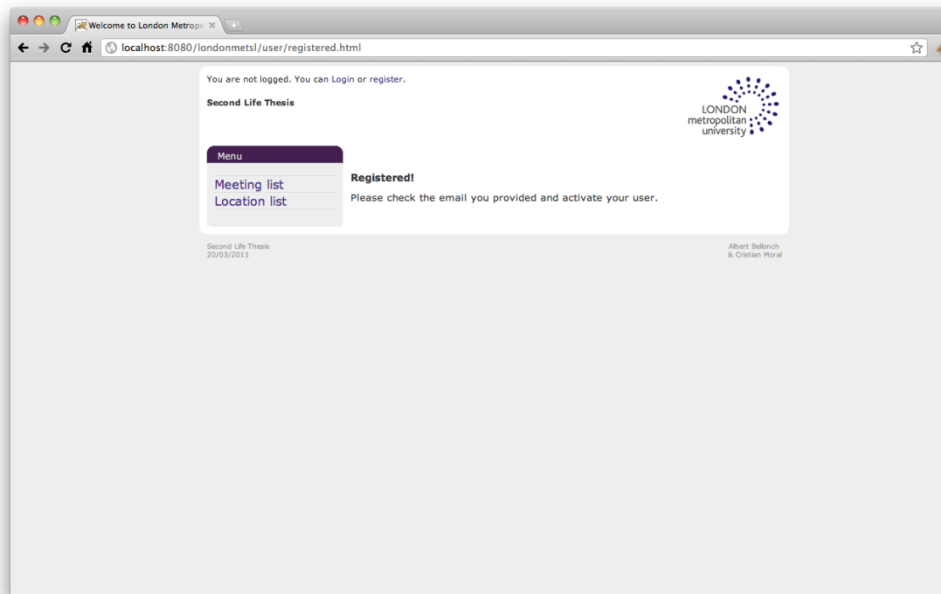 Welcome to London Metropo
localhost:8080/londonmetsl/user/registered.html
You are not logged. You can Login or register.
Second Life Thesis
LONDON
metropolitan
university
Menu
Meeting list
Location list
Registered!
Please check the email you provided and activate your user.
Second Life Thesis
20/03/2011
Albert Bellonch
& Cristian Moral